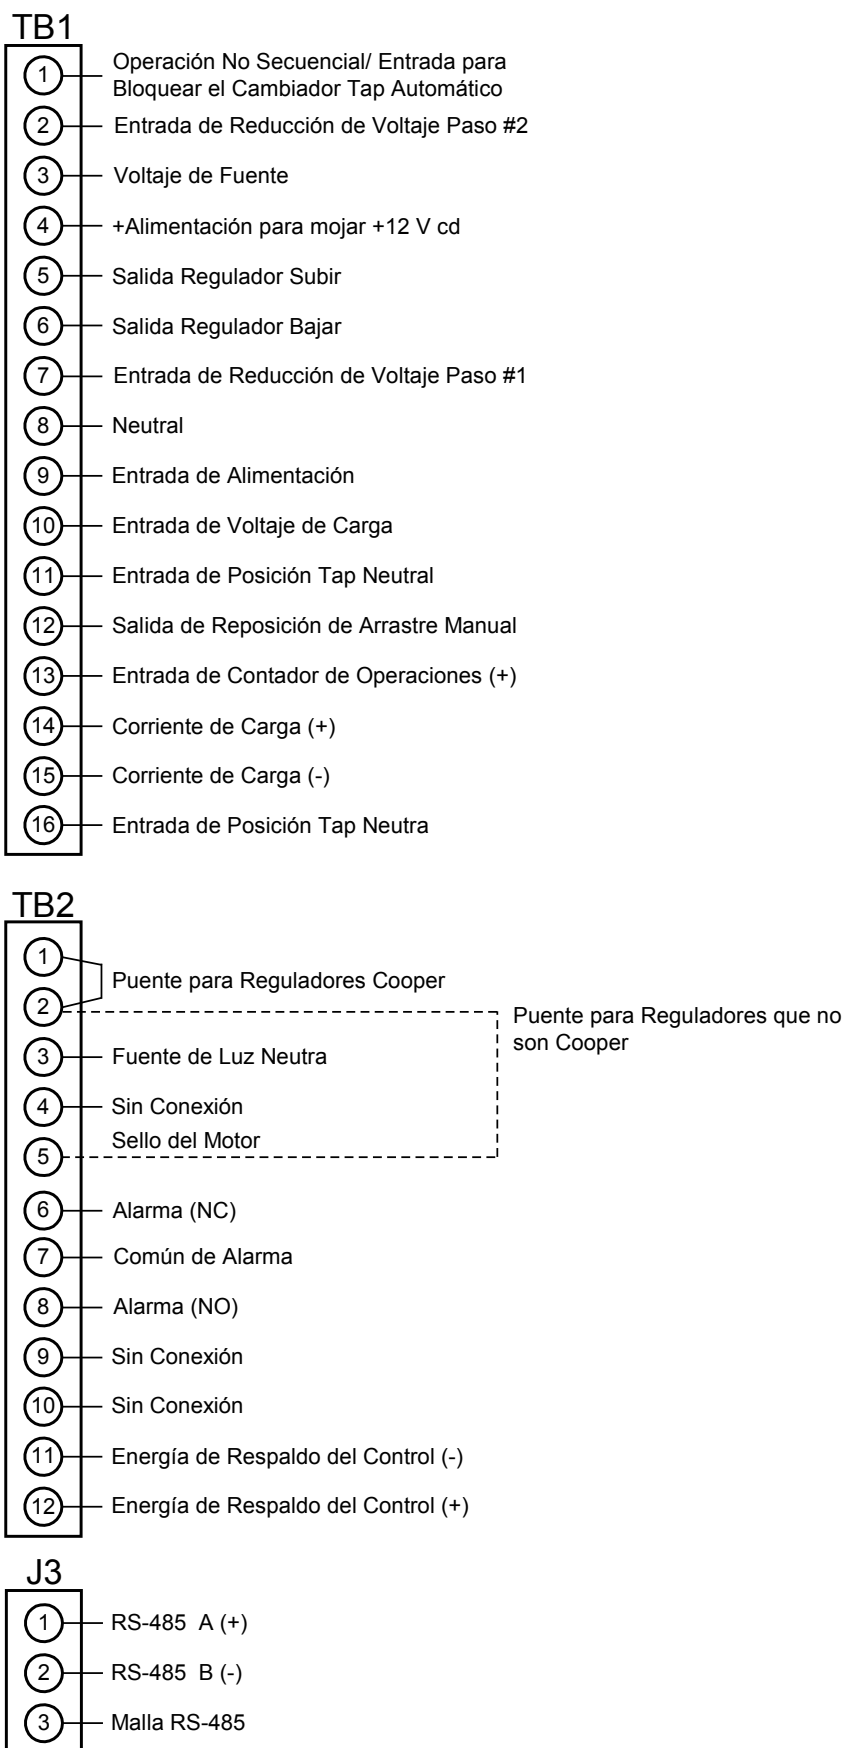 TB1
1 Operación No Secuencial/ Entrada para
Bloquear el Cambiador Tap Automático
2 Entrada de Reducción de Voltaje Paso #2
3 Voltaje de Fuente
4 +Alimentación para mojar +12 V cd
5 Salida Regulador Subir
6 Salida Regulador Bajar
7 Entrada de Reducción de Voltaje Paso #1
8 Neutral
9 Entrada de Alimentación
10 Entrada de Voltaje de Carga
11 Entrada de Posición Tap Neutral
12 Salida de Reposición de Arrastre Manual
13 Entrada de Contador de Operaciones (+)
14 Corriente de Carga (+)
15 Corriente de Carga (-)
16 Entrada de Posición Tap Neutra
TB2
1
Puente para Reguladores Cooper
2
Puente para Reguladores que no
son Cooper
3 Fuente de Luz Neutra
4 Sin Conexión
Sello del Motor
5
6 Alarma (NC)
7 Común de Alarma
8 Alarma (NO)
9 Sin Conexión
10 Sin Conexión
11 Energía de Respaldo del Control (-)
12 Energía de Respaldo del Control (+)
J3
1 RS-485 A (+)
2 RS-485 B (-)
3 Malla RS-485